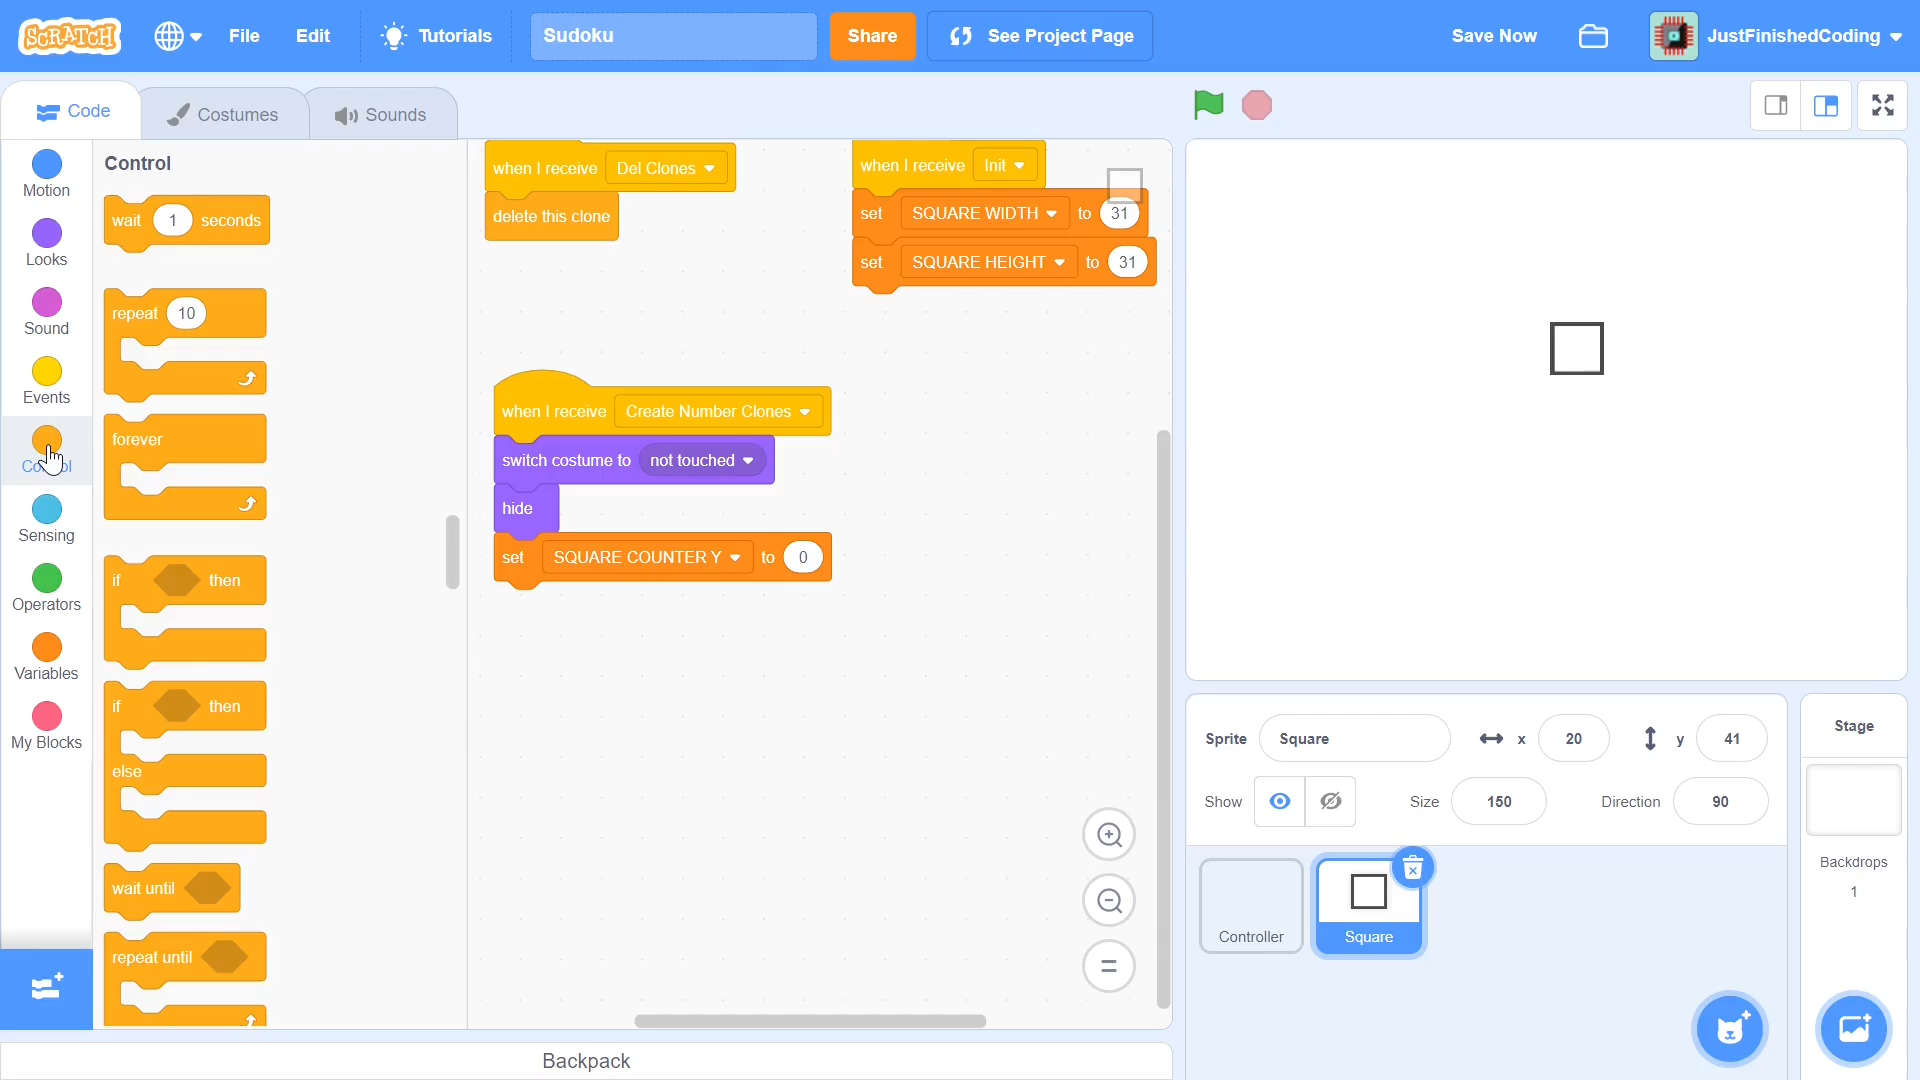 SCRATCH File Edit Tutorials Sudoku Share See Project Page Save Now JustFinishedCoding
Code Costumes Sounds
Motion
Looks
Sound
Events
Control
Sensing
Operators
Variables
My Blocks
Control
wait 1 seconds
repeat 10
forever
if then
if then
else
wait until
repeat until
when I receive Del Clones
delete this clone
when I receive Init
set SQUARE WIDTH to 31
set SQUARE HEIGHT to 31
when I receive Create Number Clones
switch costume to not touched
hide
set SQUARE COUNTER Y to 0
Backpack
Sprite Square x 20 y 41
Show Size 150 Direction 90
Controller
Square
Stage
Backdrops
1